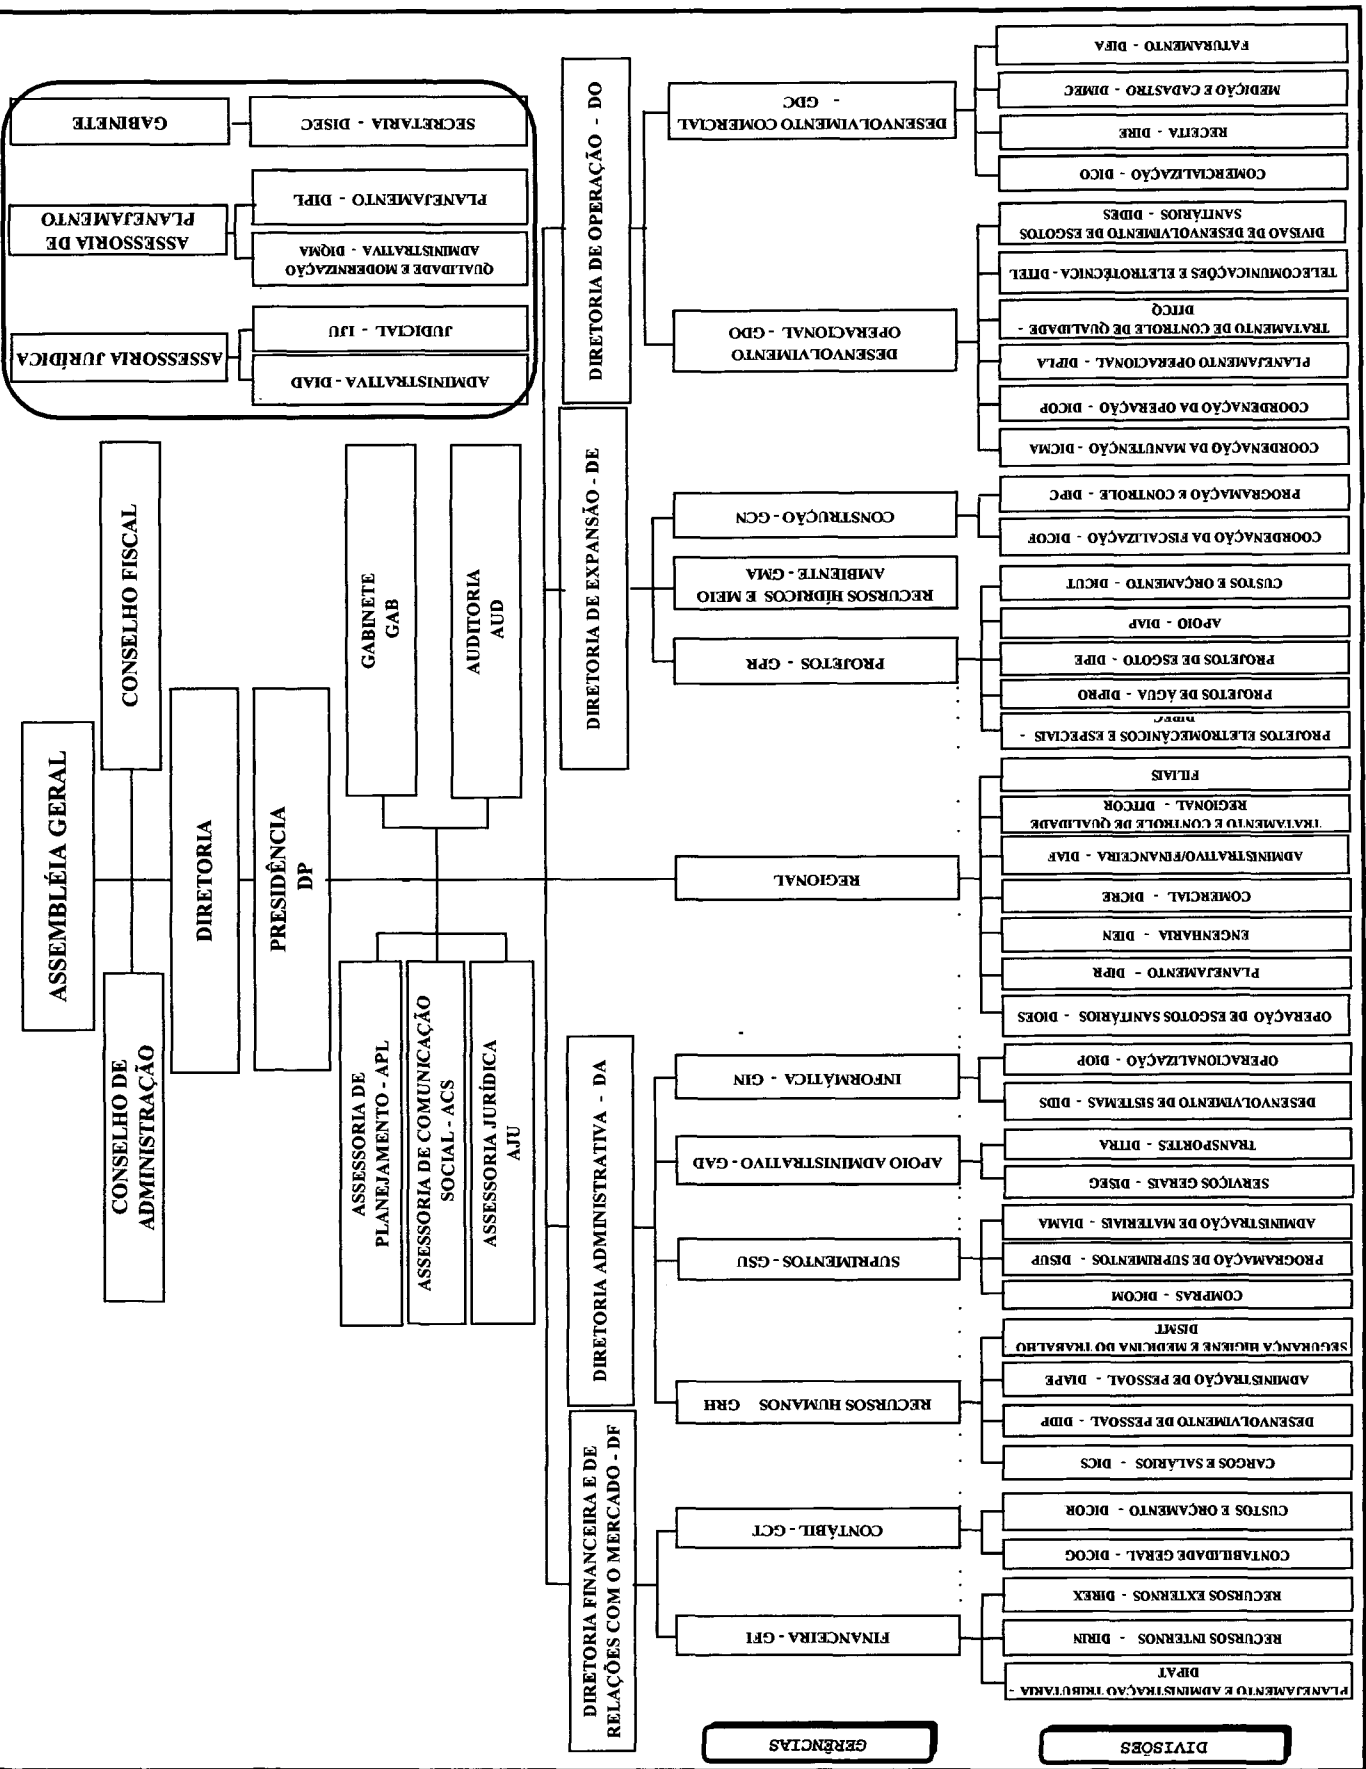 ASSEMBLÉIA GERAL
CONSELHO DE
ADMINISTRAÇÃO
CONSELHO FISCAL
DIRETORIA
PRESIDÊNCIA
DP
ASSESSORIA DE
PLANEJAMENTO - APL
ASSESSORIA DE COMUNICAÇÃO
SOCIAL - ACS
ASSESSORIA JURÍDICA
AJU
GABINETE
GAB
AUDITORIA
AUD
GABINETE
SECRETARIA - DISEC
ASSESSORIA DE
PLANEJAMENTO
PLANEJAMENTO - DIPL
QUALIDADE E MODERNIZAÇÃO
ADMINISTRATIVA - DIQMA
ASSESSORIA JURÍDICA
JUDICIAL - IJU
ADMINISTRATIVA - DIAD
DIRETORIA FINANCEIRA E DE
RELAÇÕES COM O MERCADO - DF
DIRETORIA ADMINISTRATIVA - DA
DIRETORIA DE EXPANSÃO - DE
DIRETORIA DE OPERAÇÃO - DO
GERÊNCIAS
FINANCEIRA - GFI
CONTÁBIL - GCT
RECURSOS HUMANOS GRH
SUPRIMENTOS - GSU
APOIO ADMINISTRATIVO - GAD
INFORMÁTICA - GIN
REGIONAL
PROJETOS - GPR
RECURSOS HÍDRICOS E MEIO
AMBIENTE - GMA
CONSTRUÇÃO - GCN
DESENVOLVIMENTO
OPERACIONAL - GDO
DESENVOLVIMENTO COMERCIAL
- GDC
DIVISÕES
PLANEJAMENTO E ADMINISTRAÇÃO TRIBUTARIA -
DIPAT
RECURSOS INTERNOS - DIRIN
RECURSOS EXTERNOS - DIREX
CONTABILIDADE GERAL - DICOG
CUSTOS E ORÇAMENTO - DICOR
CARGOS E SALÁRIOS - DICS
DESENVOLVIMENTO DE PESSOAL - DIDP
ADMINISTRAÇÃO DE PESSOAL - DIAPE
SEGURANÇA HIGIENE E MEDICINA DO TRABALHO
DISMT
COMPRAS - DICOM
PROGRAMAÇÃO DE SUPRIMENTOS - DISUP
ADMINISTRAÇÃO DE MATERIAIS - DIAMA
SERVIÇOS GERAIS - DISEG
TRANSPORTES - DITRA
DESENVOLVIMENTO DE SISTEMAS - DIDS
OPERACIONALIZAÇÃO - DIOP
OPERAÇÃO DE ESGOTOS SANITÁRIOS - DIOES
PLANEJAMENTO - DIPR
ENGENHARIA - DIEN
COMERCIAL - DICRE
ADMINISTRATIVO/FINANCEIRA - DIAF
TRATAMENTO E CONTROLE DE QUALIDADE
REGIONAL - DITCOR
FILIAIS
PROJETOS ELETROMECÂNICOS E ESPECIAIS -
PROJETOS DE ÁGUA - DIPRO
PROJETOS DE ESGOTO - DIPE
APOIO - DIAP
CUSTOS E ORÇAMENTO - DICUT
COORDENAÇÃO DA FISCALIZAÇÃO - DICOF
PROGRAMAÇÃO E CONTROLE - DIPC
COORDENAÇÃO DA MANUTENÇÃO - DICMA
COORDENAÇÃO DA OPERAÇÃO - DICOP
PLANEJAMENTO OPERACIONAL - DIPLA
TRATAMENTO DE CONTROLE DE QUALIDADE -
DITCQ
TELECOMUNICAÇÕES E ELETROTÉCNICA - DITEL
DIVISAO DE DESENVOLVIMENTO DE ESGOTOS
SANITÁRIOS - DIDES
COMERCIALIZAÇÃO - DICO
RECEITA - DIRE
MEDIÇÃO E CADASTRO - DIMEC
FATURAMENTO - DIFA